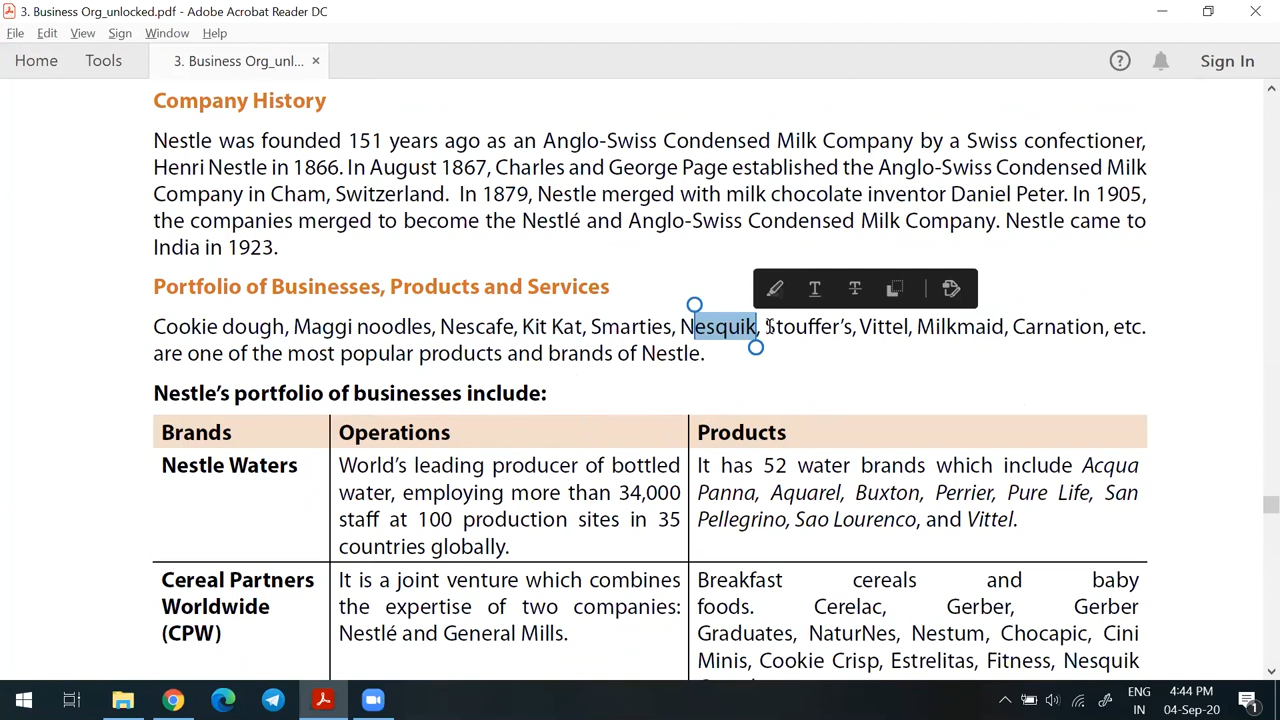 3. Business Org_unlocked.pdf - Adobe Acrobat Reader DC
File Edit View Sign Window Help
Home Tools 3. Business Org_unl... × Sign In
Company History
Nestle was founded 151 years ago as an Anglo-Swiss Condensed Milk Company by a Swiss confectioner,
Henri Nestle in 1866. In August 1867, Charles and George Page established the Anglo-Swiss Condensed Milk
Company in Cham, Switzerland. In 1879, Nestle merged with milk chocolate inventor Daniel Peter. In 1905,
the companies merged to become the Nestlé and Anglo-Swiss Condensed Milk Company. Nestle came to
India in 1923.
Portfolio of Businesses, Products and Services
Cookie dough, Maggi noodles, Nescafe, Kit Kat, Smarties, Nesquik, Stouffer's, Vittel, Milkmaid, Carnation, etc.
are one of the most popular products and brands of Nestle.
Nestle's portfolio of businesses include:
Brands Operations Products
Nestle Waters World's leading producer of bottled It has 52 water brands which include Acqua
water, employing more than 34,000 Panna, Aquarel, Buxton, Perrier, Pure Life, San
staff at 100 production sites in 35 Pellegrino, Sao Lourenco, and Vittel.
countries globally.
Cereal Partners It is a joint venture which combines Breakfast cereals and baby
Worldwide the expertise of two companies: foods. Cerelac, Gerber, Gerber
(CPW) Nestlé and General Mills. Graduates, NaturNes, Nestum, Chocapic, Cini
Minis, Cookie Crisp, Estrelitas, Fitness, Nesquik
ENG 4:44 PM
IN 04-Sep-20 1